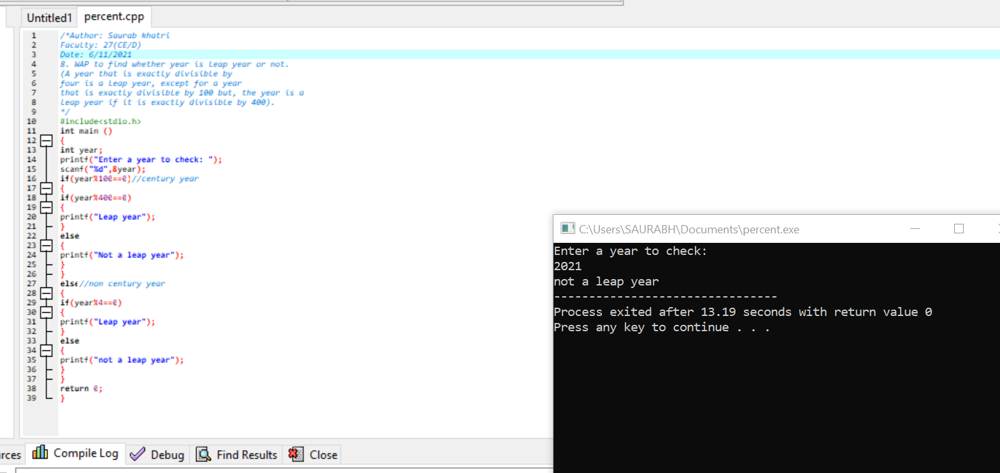 Untitled1 percent.cpp
1 /*Author: Saurab khatri
2 Faculty: 27(CE/D)
3 Date: 6/11/2021
4 8. WAP to find whether year is leap year or not.
5 (A year that is exactly divisible by
6 four is a leap year, except for a year
7 that is exactly divisible by 100 but, the year is a
8 leap year if it is exactly divisible by 400).
9 */
10 #include<stdio.h>
11 int main ()
12 {
13 int year;
14 printf("Enter a year to check: ");
15 scanf("%d",&year);
16 if(year%100==0)//century year
17 {
18 if(year%400==0)
19 {
20 printf("Leap year");
21 }
22 else
23 {
24 printf("Not a leap year");
25 }
26 }
27 else//non century year
28 {
29 if(year%4==0)
30 {
31 printf("Leap year");
32 }
33 else
34 {
35 printf("not a leap year");
36 }
37 }
38 return 0;
39 }
C:\Users\SAURABH\Documents\percent.exe
Enter a year to check:
2021
not a leap year
--------------------------------
Process exited after 13.19 seconds with return value 0
Press any key to continue . . .
rces Compile Log Debug Find Results Close